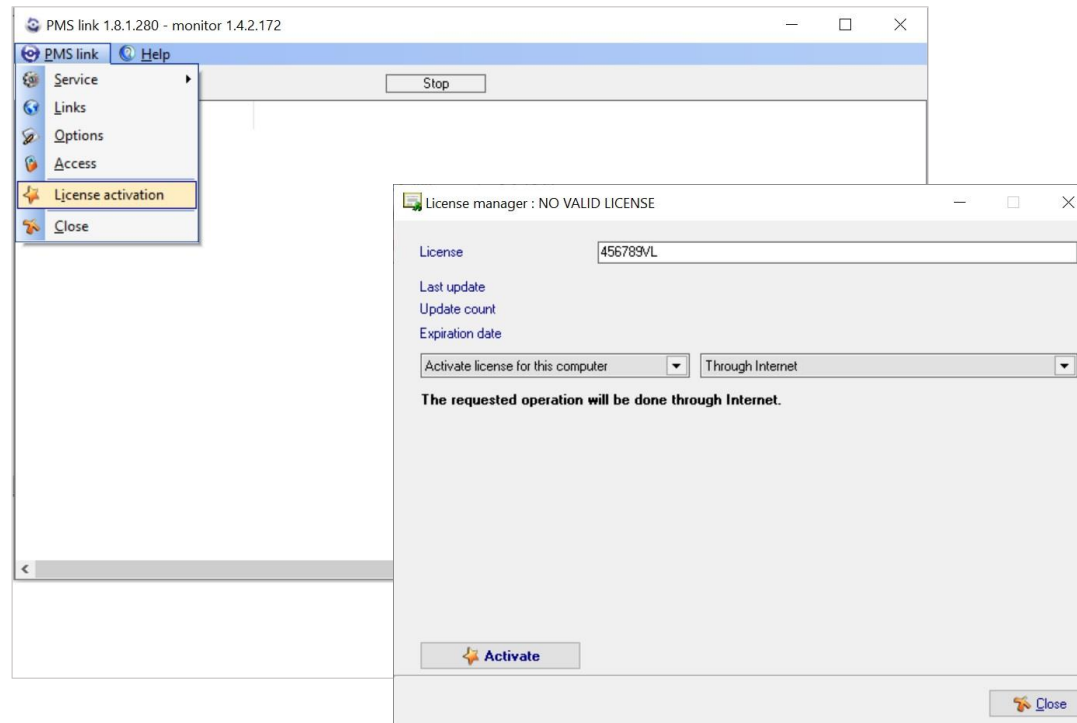 PMS link 1.8.1.280 - monitor 1.4.2.172
PMS link Help
Service
Stop
Links
Options
Access
License activation
Close
License manager : NO VALID LICENSE
License 456789VL
Last update
Update count
Expiration date
Activate license for this computer Through Internet
The requested operation will be done through Internet.
Activate
Close